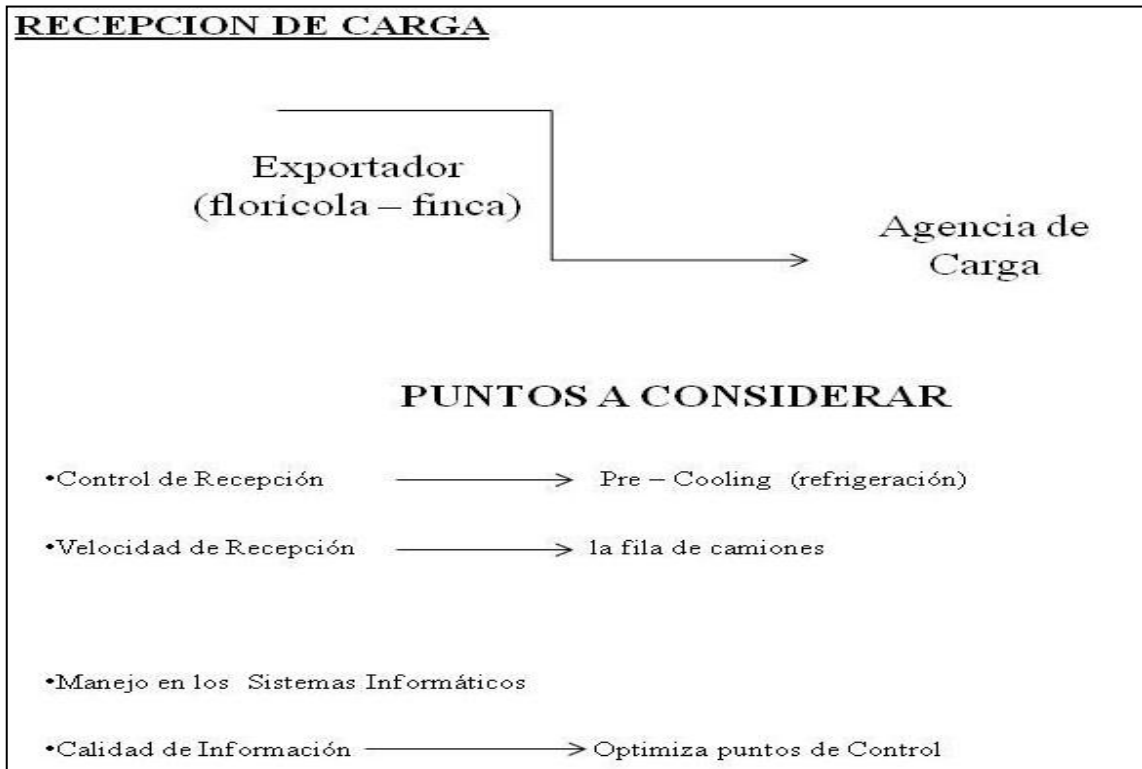 RECEPCION DE CARGA
Exportador
(florícola – finca)
Agencia de
Carga
PUNTOS A CONSIDERAR
•Control de Recepción Pre – Cooling (refrigeración)
•Velocidad de Recepción la fila de camiones
•Manejo en los Sistemas Informáticos
•Calidad de Información Optimiza puntos de Control